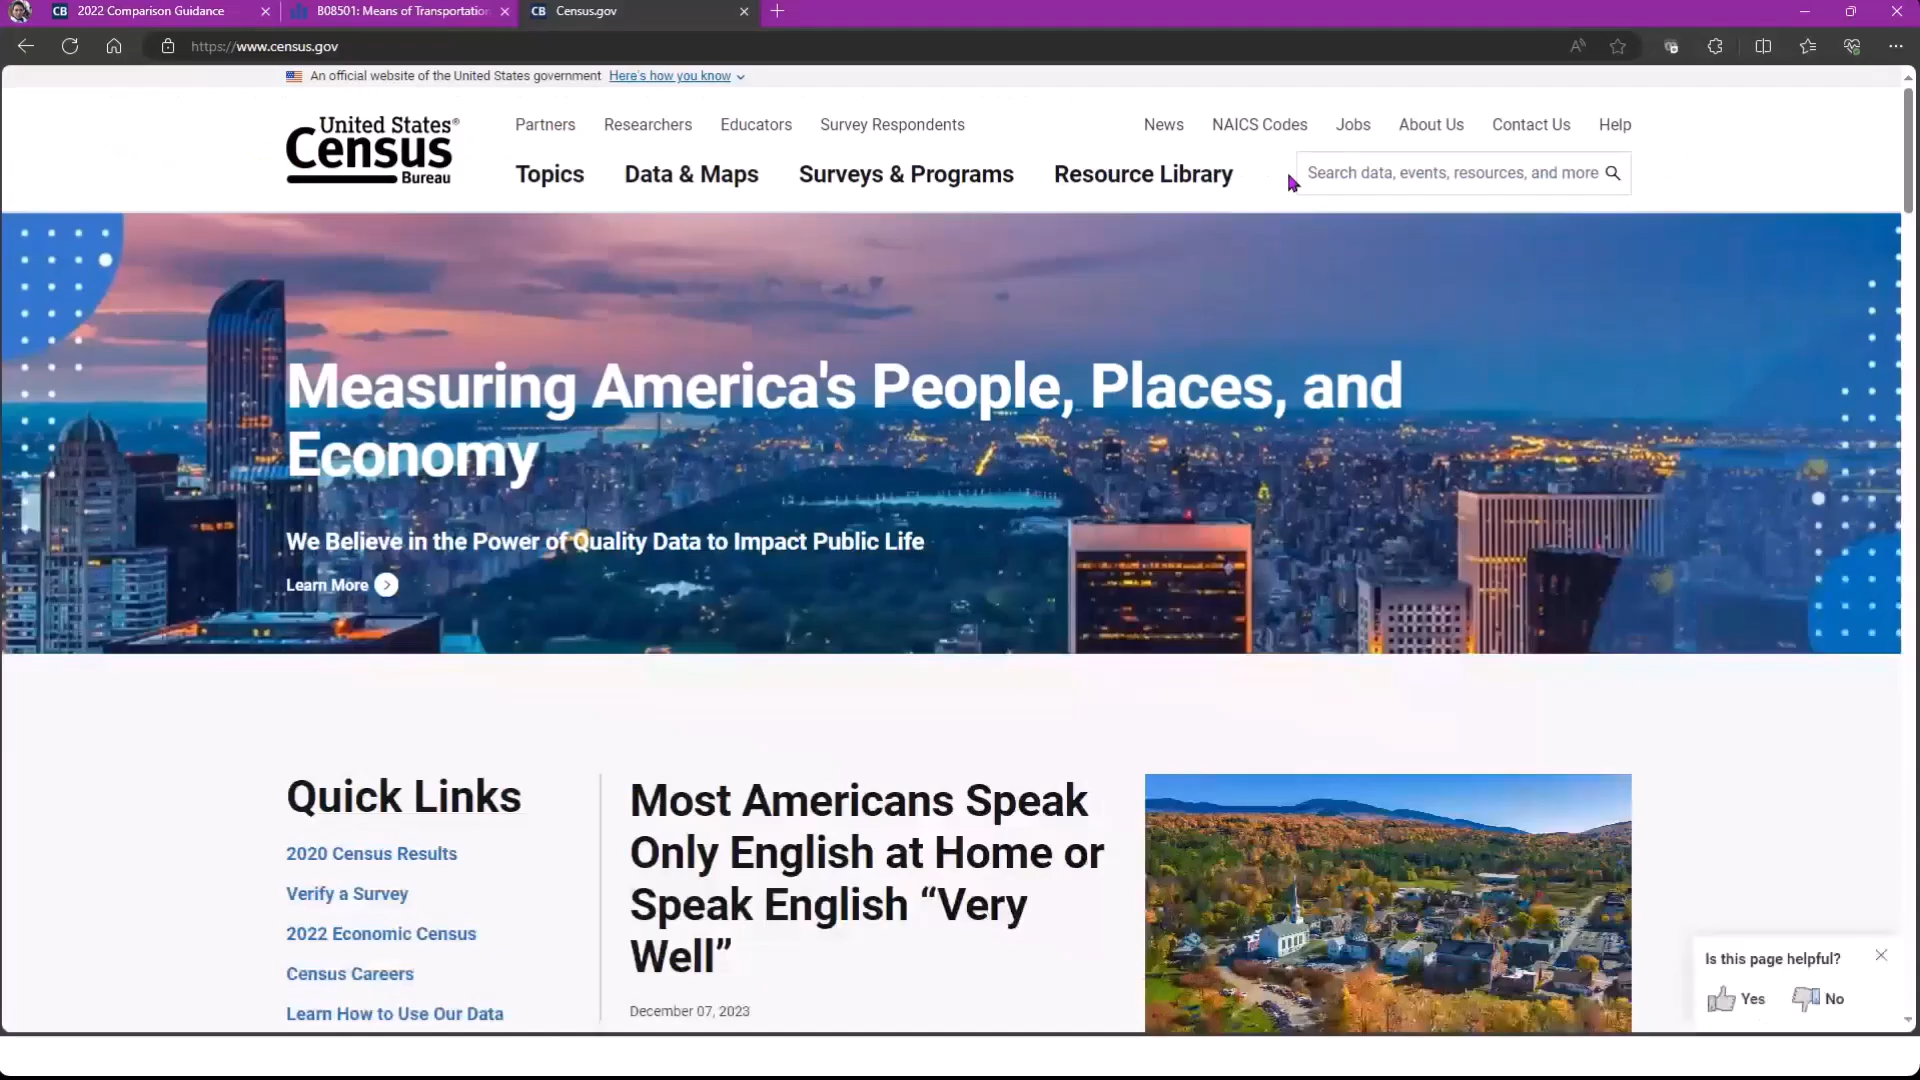 CB 2022 Comparison Guidance
B08501: Means of Transportation
CB Census.gov
https://www.census.gov
An official website of the United States government Here's how you know
United States®
Census
Bureau
Partners Researchers Educators Survey Respondents
News NAICS Codes Jobs About Us Contact Us Help
Topics Data & Maps Surveys & Programs Resource Library
Search data, events, resources, and more
Measuring America's People, Places, and
Economy
We Believe in the Power of Quality Data to Impact Public Life
Learn More
Quick Links
2020 Census Results
Verify a Survey
2022 Economic Census
Census Careers
Learn How to Use Our Data
Most Americans Speak
Only English at Home or
Speak English “Very
Well”
December 07, 2023
Is this page helpful?
Yes No